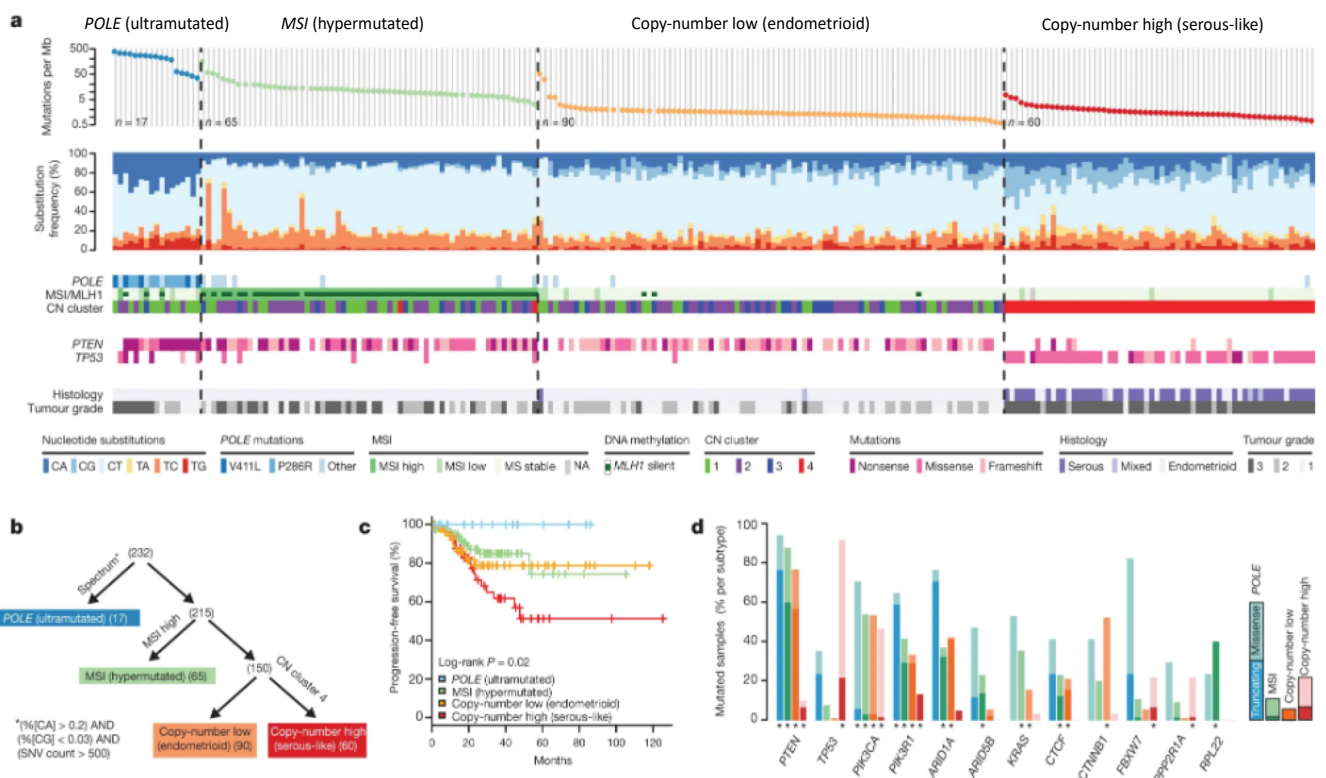 a
POLE (ultramutated) MSI (hypermutated) Copy-number low (endometrioid) Copy-number high (serous-like)
Mutations per Mb
500
50
5
0.5
n = 17 n = 65 n = 90 n = 60
Substitution frequency (%)
100
80
60
40
20
0
POLE
MSI/MLH1
CN cluster
PTEN
TP53
Histology
Tumour grade
Nucleotide substitutions POLE mutations MSI DNA methylation CN cluster Mutations Histology Tumour grade
CA CG CT TA TC TG V411L P286R Other MSI high MSI low MS stable NA MLH1 silent 1 2 3 4 Nonsense Missense Frameshift Serous Mixed Endometrioid 3 2 1
b
(232)
Spectrum*
POLE (ultramutated) (17)
(215)
MSI high
MSI (hypermutated) (65)
(150)
CN cluster 4
Copy-number low
(endometrioid) (90)
Copy-number high
(serous-like) (60)
*(%[CA] > 0.2) AND
(%[CG] < 0.03) AND
(SNV count > 500)
c
Progression-free survival (%)
100
80
60
40
20
0
Log-rank P = 0.02
POLE (ultramutated)
MSI (hypermutated)
Copy-number low (endometrioid)
Copy-number high (serous-like)
0 20 40 60 80 100 120
Months
d
Mutated samples (% per subtype)
100
80
60
40
20
0
* * * * * * * * * * * * * * * * * * * * * *
PTEN TP53 PIK3CA PIK3R1 ARID1A ARID5B KRAS CTCF CTNNB1 FBXW7 PPP2R1A RPL22
Truncating Missense
POLE
MSI
Copy-number low
Copy-number high